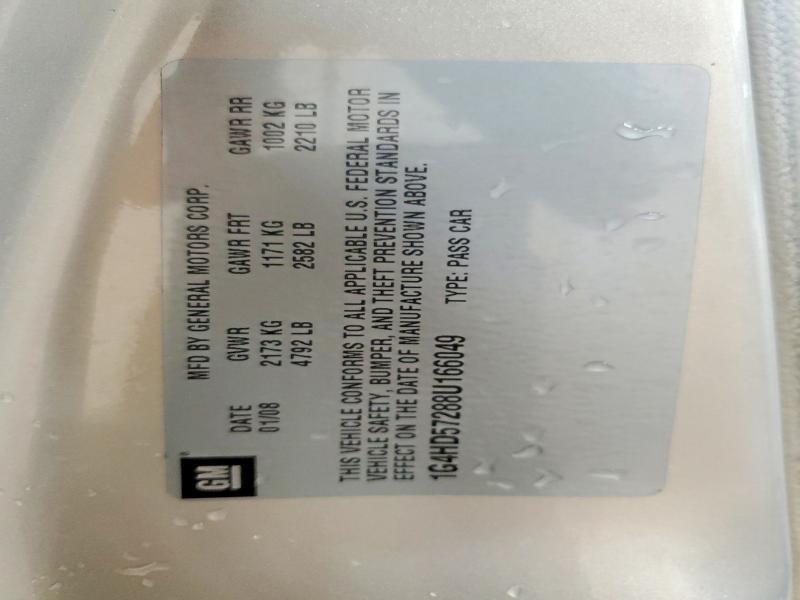 GM
MFD BY GENERAL MOTORS CORP.
DATE GVWR GAWR FRT GAWR RR
01/08 2173 KG 1171 KG 1002 KG
4792 LB 2582 LB 2210 LB
THIS VEHICLE CONFORMS TO ALL APPLICABLE U.S. FEDERAL MOTOR
VEHICLE SAFETY, BUMPER, AND THEFT PREVENTION STANDARDS IN
EFFECT ON THE DATE OF MANUFACTURE SHOWN ABOVE.
1G4HD57288U166049 TYPE: PASS CAR